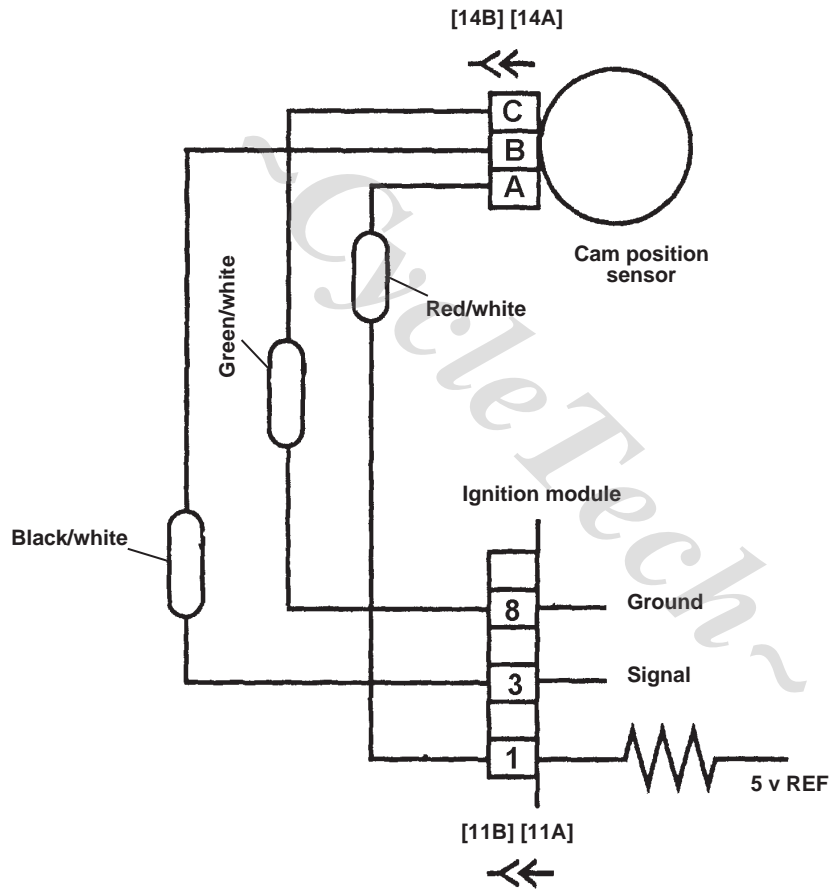 [14B] [14A]
C
B
A
Cam position
sensor
Green/white
Red/white
~CycleTech~
Ignition module
Black/white
8
Ground
3
Signal
1
5 v REF
[11B] [11A]